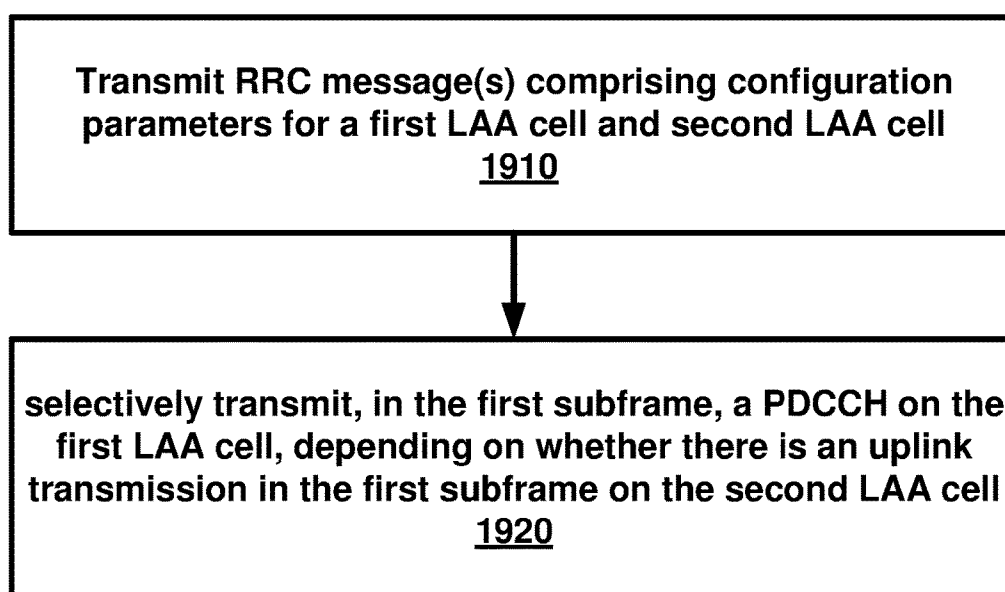 Transmit RRC message(s) comprising configuration
parameters for a first LAA cell and second LAA cell
1910
selectively transmit, in the first subframe, a PDCCH on the
first LAA cell, depending on whether there is an uplink
transmission in the first subframe on the second LAA cell
1920